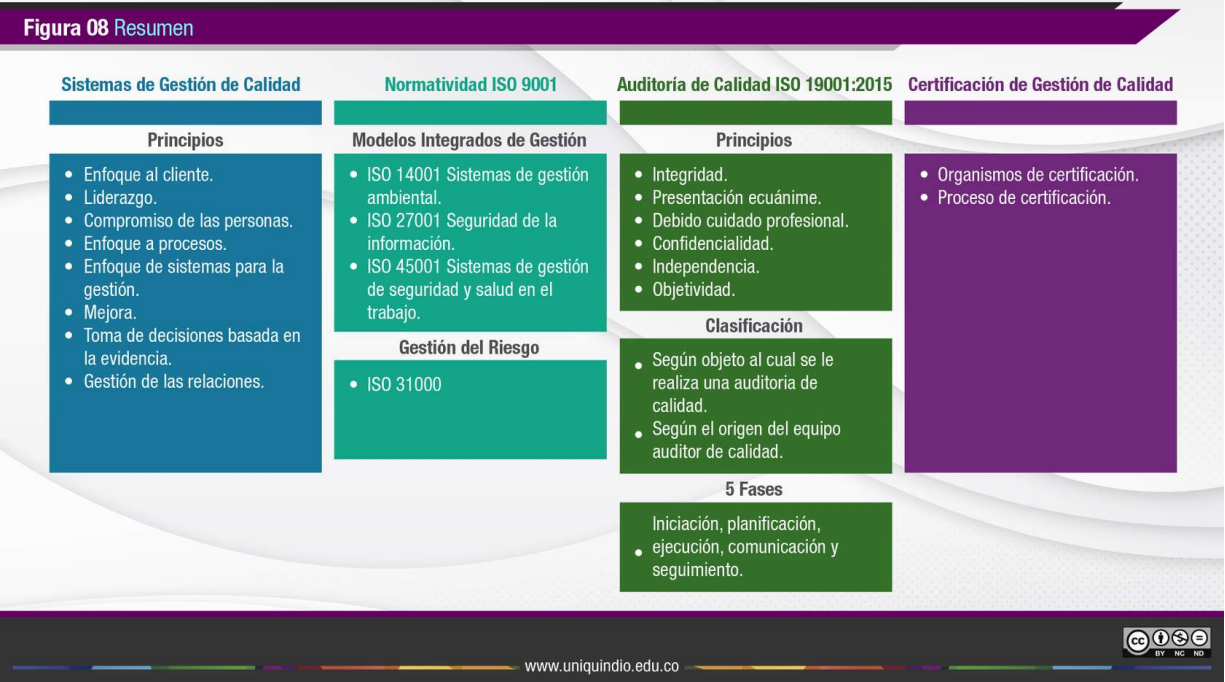 Figura 08 Resumen
Sistemas de Gestión de Calidad
Principios
• Enfoque al cliente.
• Liderazgo.
• Compromiso de las personas.
• Enfoque a procesos.
• Enfoque de sistemas para la
gestión.
• Mejora.
• Toma de decisiones basada en
la evidencia.
• Gestión de las relaciones.
Normatividad ISO 9001
Modelos Integrados de Gestión
• ISO 14001 Sistemas de gestión
ambiental.
• ISO 27001 Seguridad de la
información.
• ISO 45001 Sistemas de gestión
de seguridad y salud en el
trabajo.
Gestión del Riesgo
• ISO 31000
Auditoría de Calidad ISO 19001:2015
Principios
• Integridad.
• Presentación ecuánime.
• Debido cuidado profesional.
• Confidencialidad.
• Independencia.
• Objetividad.
Clasificación
• Según objeto al cual se le
realiza una auditoria de
calidad.
• Según el origen del equipo
auditor de calidad.
5 Fases
• Iniciación, planificación,
ejecución, comunicación y
seguimiento.
Certificación de Gestión de Calidad
• Organismos de certificación.
• Proceso de certificación.
www.uniquindio.edu.co
cc
BY NC ND